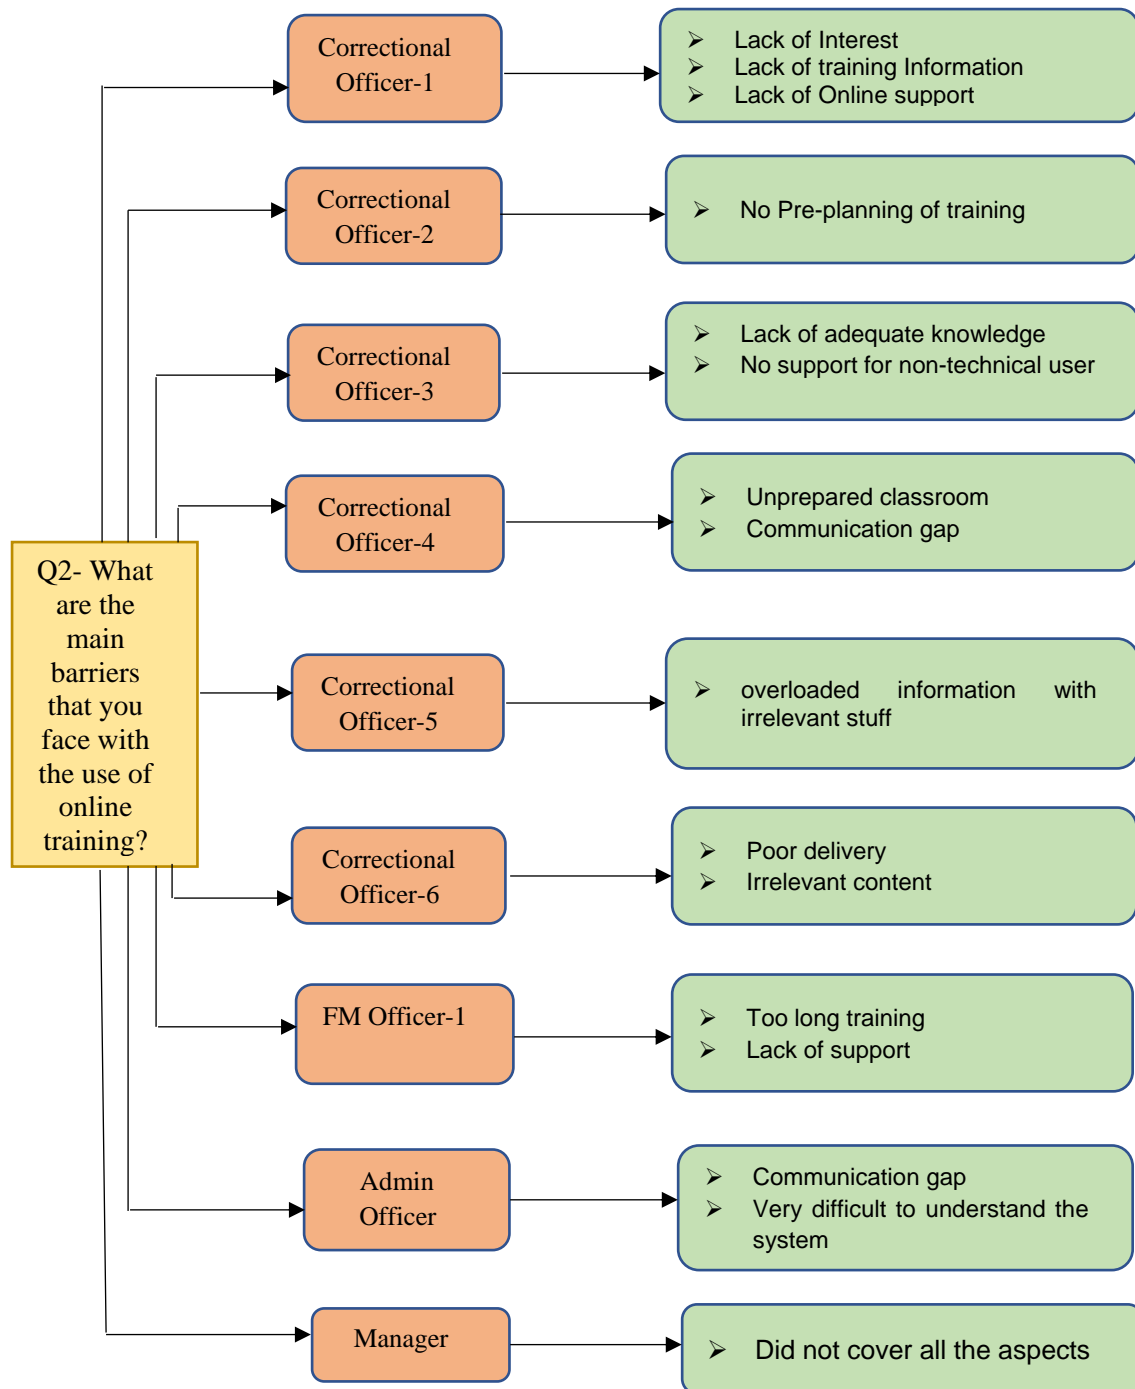 Correctional
Officer-1
➢ Lack of Interest
➢ Lack of training Information
➢ Lack of Online support
Correctional
Officer-2
➢ No Pre-planning of training
Correctional
Officer-3
➢ Lack of adequate knowledge
➢ No support for non-technical user
Correctional
Officer-4
➢ Unprepared classroom
➢ Communication gap
Q2- What
are the
main
barriers
that you
face with
the use of
online
training?
Correctional
Officer-5
➢ overloaded information with
irrelevant stuff
Correctional
Officer-6
➢ Poor delivery
➢ Irrelevant content
FM Officer-1
➢ Too long training
➢ Lack of support
Admin
Officer
➢ Communication gap
➢ Very difficult to understand the
system
Manager
➢ Did not cover all the aspects